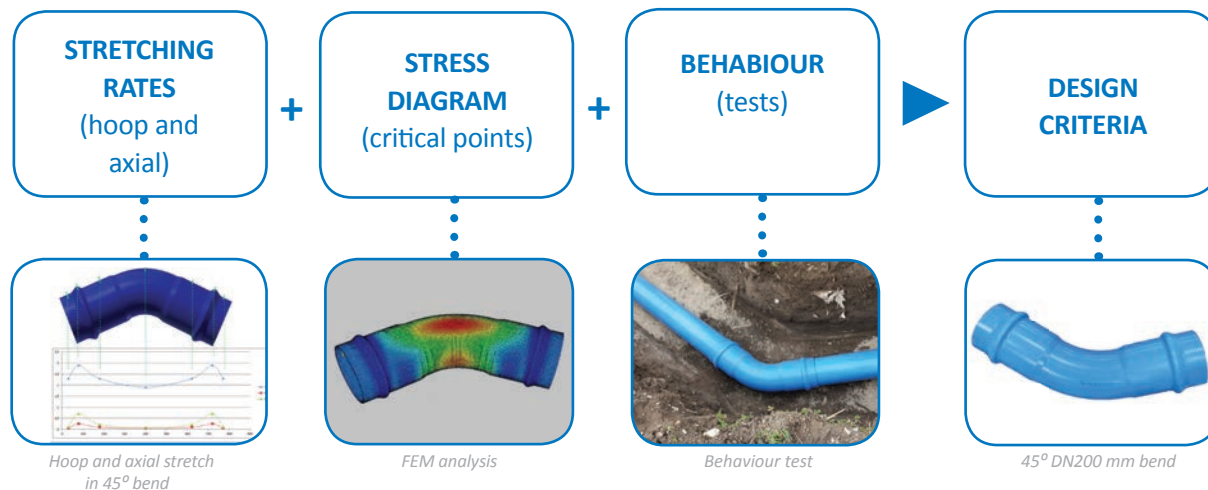 STRETCHING
RATES
(hoop and
axial)
+
STRESS
DIAGRAM
(critical points)
+
BEHABIOUR
(tests)
DESIGN
CRITERIA
Hoop and axial stretch
in 45º bend
FEM analysis
Behaviour test
45º DN200 mm bend